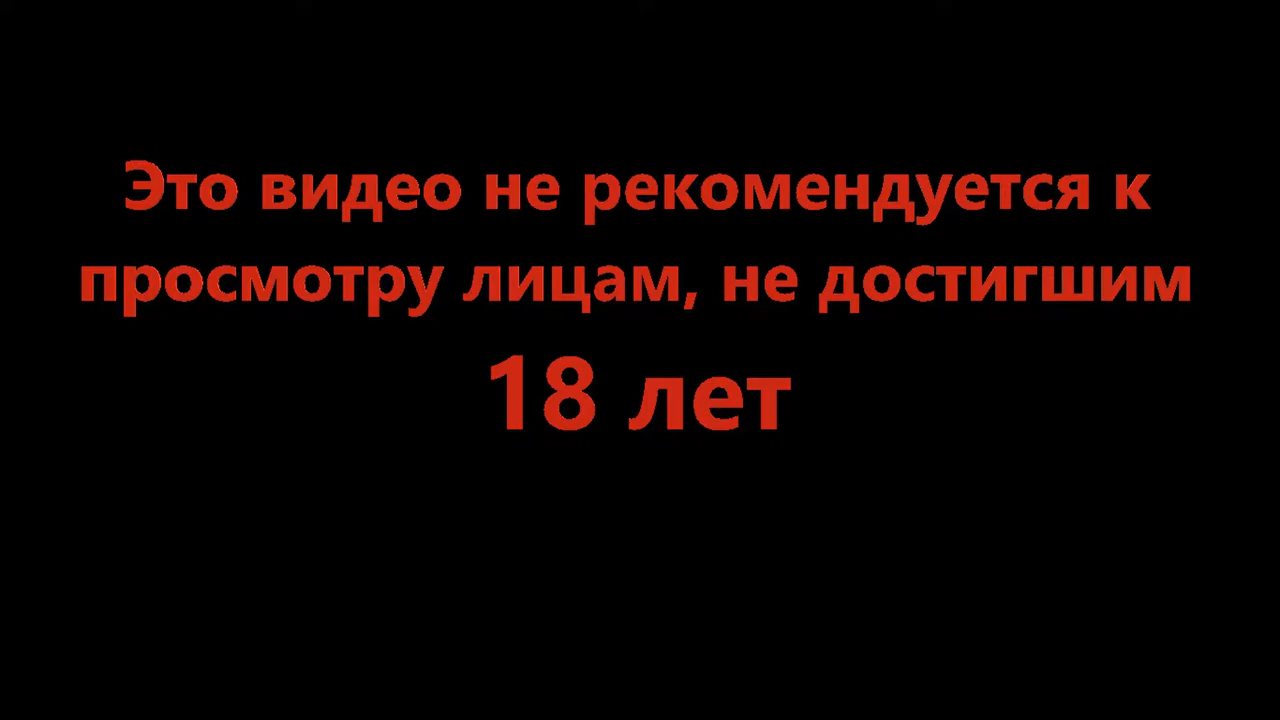 Это видео не рекомендуется к
просмотру лицам, не достигшим
18 лет